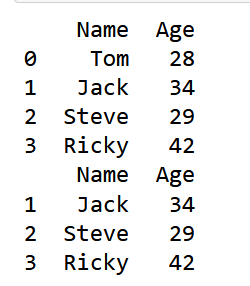 Name Age
0 Tom 28
1 Jack 34
2 Steve 29
3 Ricky 42
Name Age
1 Jack 34
2 Steve 29
3 Ricky 42